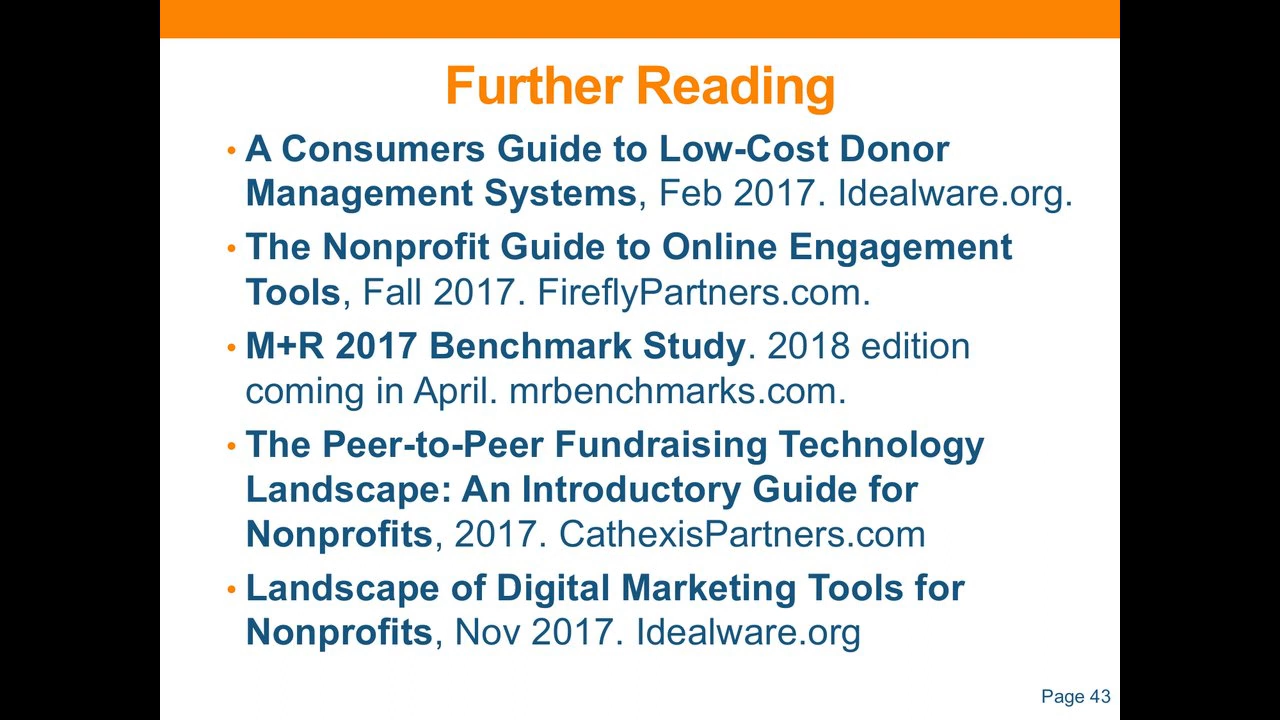 Further Reading
• A Consumers Guide to Low-Cost Donor
Management Systems, Feb 2017. Idealware.org.
• The Nonprofit Guide to Online Engagement
Tools, Fall 2017. FireflyPartners.com.
• M+R 2017 Benchmark Study. 2018 edition
coming in April. mrbenchmarks.com.
• The Peer-to-Peer Fundraising Technology
Landscape: An Introductory Guide for
Nonprofits, 2017. CathexisPartners.com
• Landscape of Digital Marketing Tools for
Nonprofits, Nov 2017. Idealware.org
Page 43